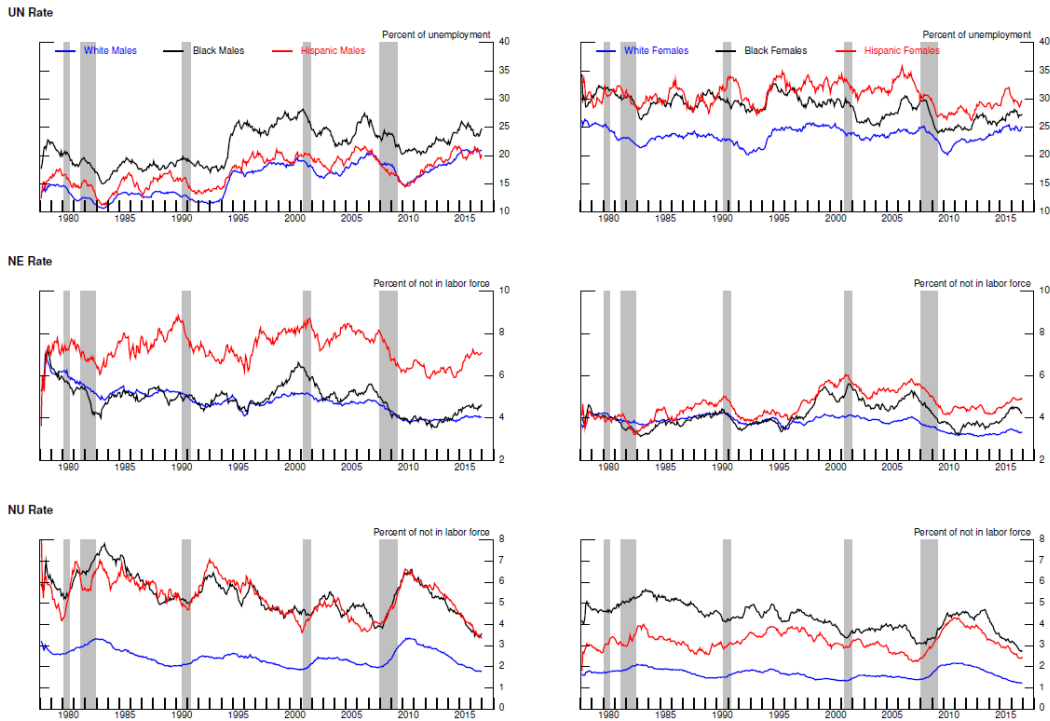 UN Rate
Percent of unemployment
White Males Black Males Hispanic Males
40
35
30
25
20
15
10
1980 1985 1990 1995 2000 2005 2010 2015
Percent of unemployment
White Females Black Females Hispanic Females
40
35
30
25
20
15
10
1980 1985 1990 1995 2000 2005 2010 2015
NE Rate
Percent of not in labor force
10
8
6
4
2
1980 1985 1990 1995 2000 2005 2010 2015
Percent of not in labor force
10
8
6
4
2
1980 1985 1990 1995 2000 2005 2010 2015
NU Rate
Percent of not in labor force
8
7
6
5
4
3
2
1
0
1980 1985 1990 1995 2000 2005 2010 2015
Percent of not in labor force
8
7
6
5
4
3
2
1
0
1980 1985 1990 1995 2000 2005 2010 2015